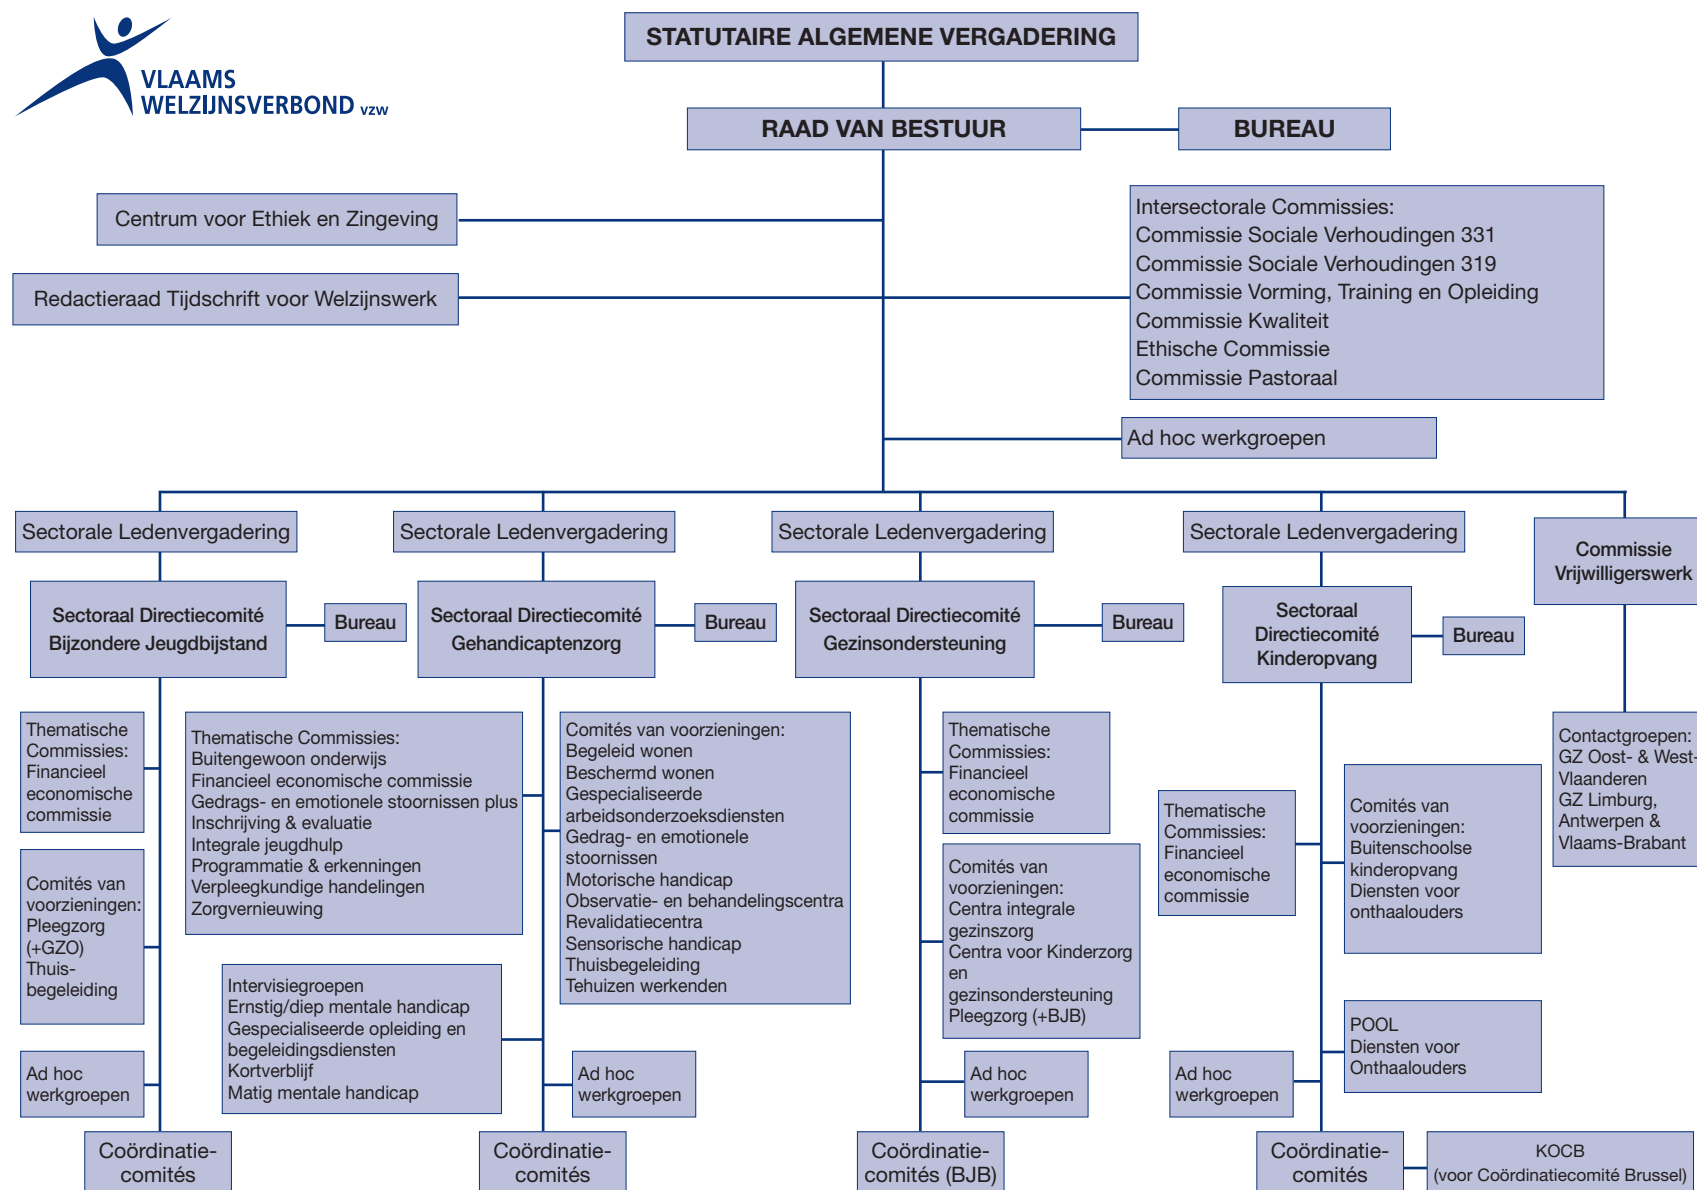 VLAAMS
WELZIJNSVERBOND vzw
STATUTAIRE ALGEMENE VERGADERING
RAAD VAN BESTUUR
BUREAU
Centrum voor Ethiek en Zingeving
Redactieraad Tijdschrift voor Welzijnswerk
Intersectorale Commissies:
Commissie Sociale Verhoudingen 331
Commissie Sociale Verhoudingen 319
Commissie Vorming, Training en Opleiding
Commissie Kwaliteit
Ethische Commissie
Commissie Pastoraal
Ad hoc werkgroepen
Sectorale Ledenvergadering
Sectoraal Directiecomité
Bijzondere Jeugdbijstand
Bureau
Thematische
Commissies:
Financieel
economische
commissie
Comités van
voorzieningen:
Pleegzorg
(+GZO)
Thuis-
begeleiding
Ad hoc
werkgroepen
Coördinatie-
comités
Sectorale Ledenvergadering
Sectoraal Directiecomité
Gehandicaptenzorg
Bureau
Thematische Commissies:
Buitengewoon onderwijs
Financieel economische commissie
Gedrags- en emotionele stoornissen plus
Inschrijving & evaluatie
Integrale jeugdhulp
Programmatie & erkenningen
Verpleegkundige handelingen
Zorgvernieuwing
Comités van voorzieningen:
Begeleid wonen
Beschermd wonen
Gespecialiseerde
arbeidsonderzoeksdiensten
Gedrag- en emotionele
stoornissen
Motorische handicap
Observatie- en behandelingscentra
Revalidatiecentra
Sensorische handicap
Thuisbegeleiding
Tehuizen werkenden
Intervisiegroepen
Ernstig/diep mentale handicap
Gespecialiseerde opleiding en
begeleidingsdiensten
Kortverblijf
Matig mentale handicap
Ad hoc
werkgroepen
Coördinatie-
comités
Sectorale Ledenvergadering
Sectoraal Directiecomité
Gezinsondersteuning
Bureau
Thematische
Commissies:
Financieel
economische
commissie
Comités van
voorzieningen:
Centra integrale
gezinszorg
Centra voor Kinderzorg
en
gezinsondersteuning
Pleegzorg (+BJB)
Ad hoc
werkgroepen
Coördinatie-
comités (BJB)
Sectorale Ledenvergadering
Sectoraal
Directiecomité
Kinderopvang
Bureau
Thematische
Commissies:
Financieel
economische
commissie
Comités van
voorzieningen:
Buitenschoolse
kinderopvang
Diensten voor
onthaalouders
POOL
Diensten voor
Onthaalouders
Ad hoc
werkgroepen
Coördinatie-
comités
KOCB
(voor Coördinatiecomité Brussel)
Commissie
Vrijwilligerswerk
Contactgroepen:
GZ Oost- & West-
Vlaanderen
GZ Limburg,
Antwerpen &
Vlaams-Brabant